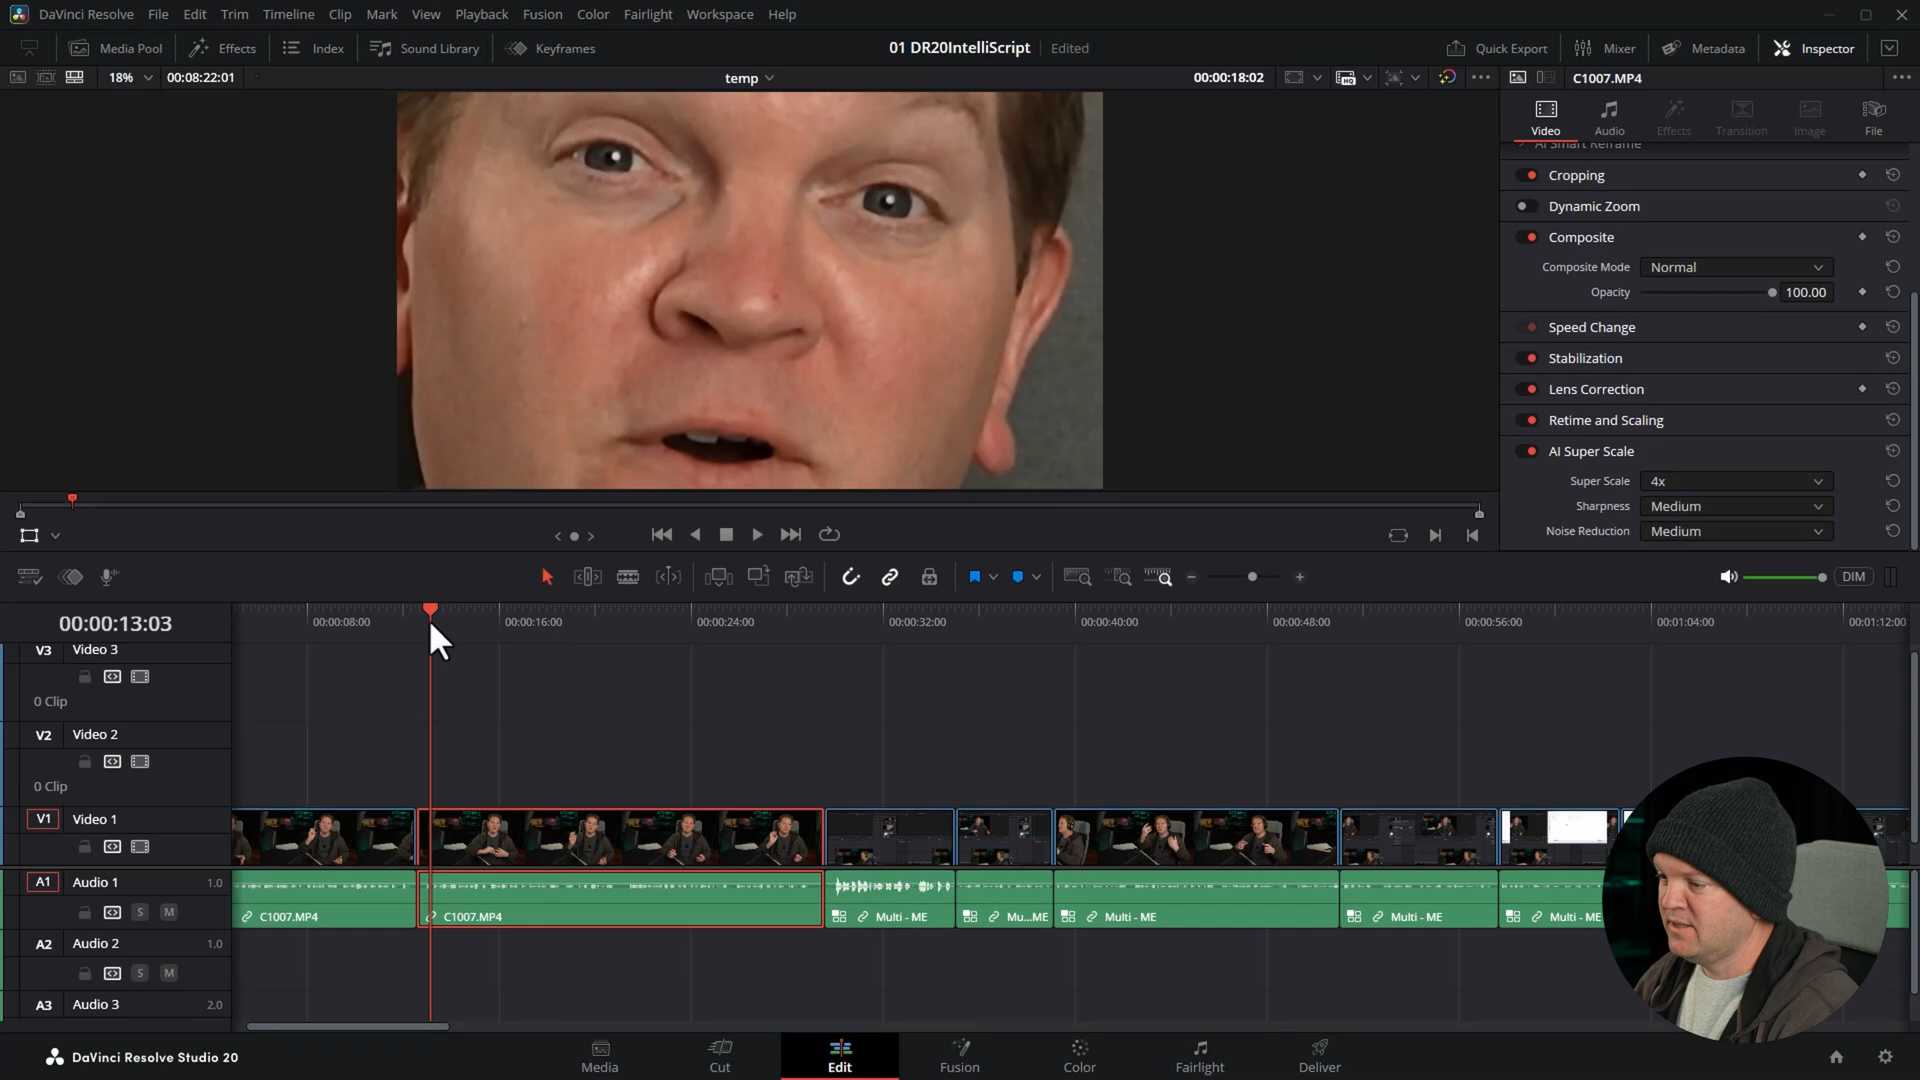 DaVinci Resolve File Edit Trim Timeline Clip Mark View Playback Fusion Color Fairlight Workspace Help
Media Pool Effects Index Sound Library Keyframes 01 DR20IntelliScript Edited Quick Export Mixer Metadata Inspector
18% 00:08:22:01 temp 00:00:18:02 C1007.MP4
Video Audio Effects Transition Image File
AI Smart Reframe
Cropping
Dynamic Zoom
Composite
Composite Mode Normal
Opacity 100.00
Speed Change
Stabilization
Lens Correction
Retime and Scaling
AI Super Scale
Super Scale 4x
Sharpness Medium
Noise Reduction Medium
DIM
00:00:13:03 00:00:08:00 00:00:16:00 00:00:24:00 00:00:32:00 00:00:40:00 00:00:48:00 00:00:56:00 00:01:04:00 00:01:12:00
V3 Video 3
0 Clip
V2 Video 2
0 Clip
V1 Video 1
A1 Audio 1 1.0
S M C1007.MP4 C1007.MP4 Multi - ME Mu...ME Multi - ME Multi - ME Multi - ME
A2 Audio 2 1.0
S M
A3 Audio 3 2.0
DaVinci Resolve Studio 20 Media Cut Edit Fusion Color Fairlight Deliver